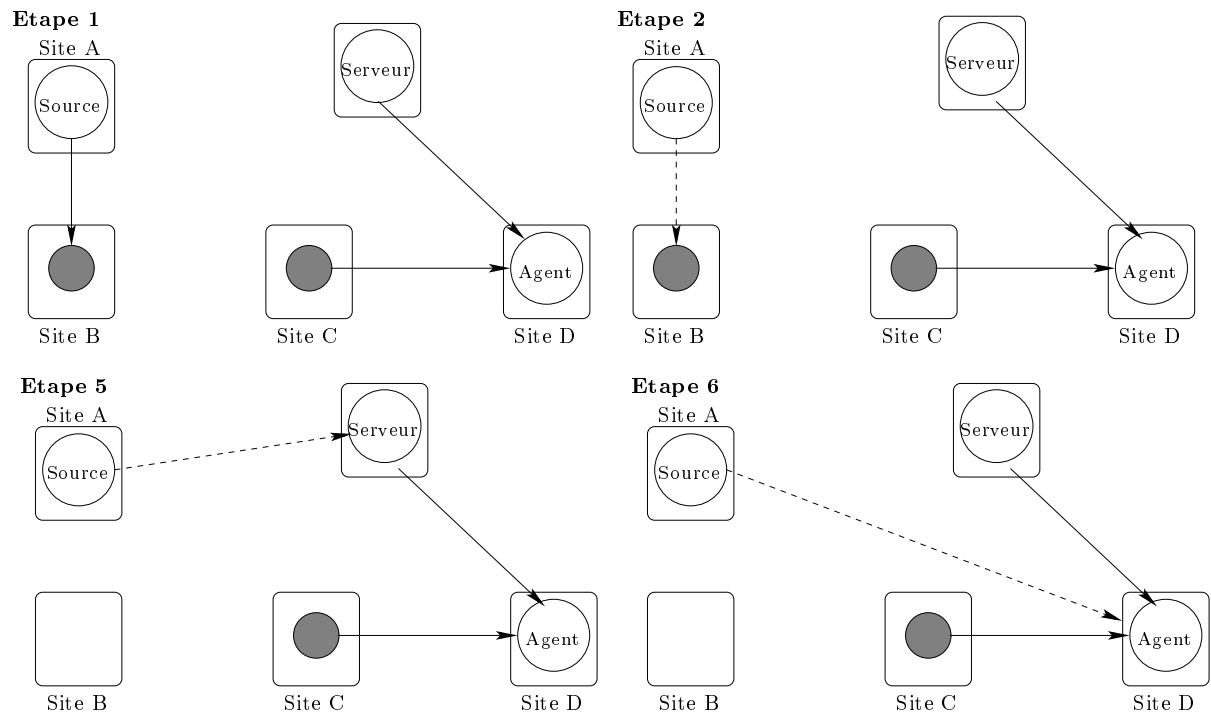 Etape 1
Site A
Source
Serveur
Agent
Site B
Site C
Site D
Etape 2
Site A
Source
Serveur
Agent
Site B
Site C
Site D
Etape 5
Site A
Source
Serveur
Agent
Site B
Site C
Site D
Etape 6
Site A
Source
Serveur
Agent
Site B
Site C
Site D